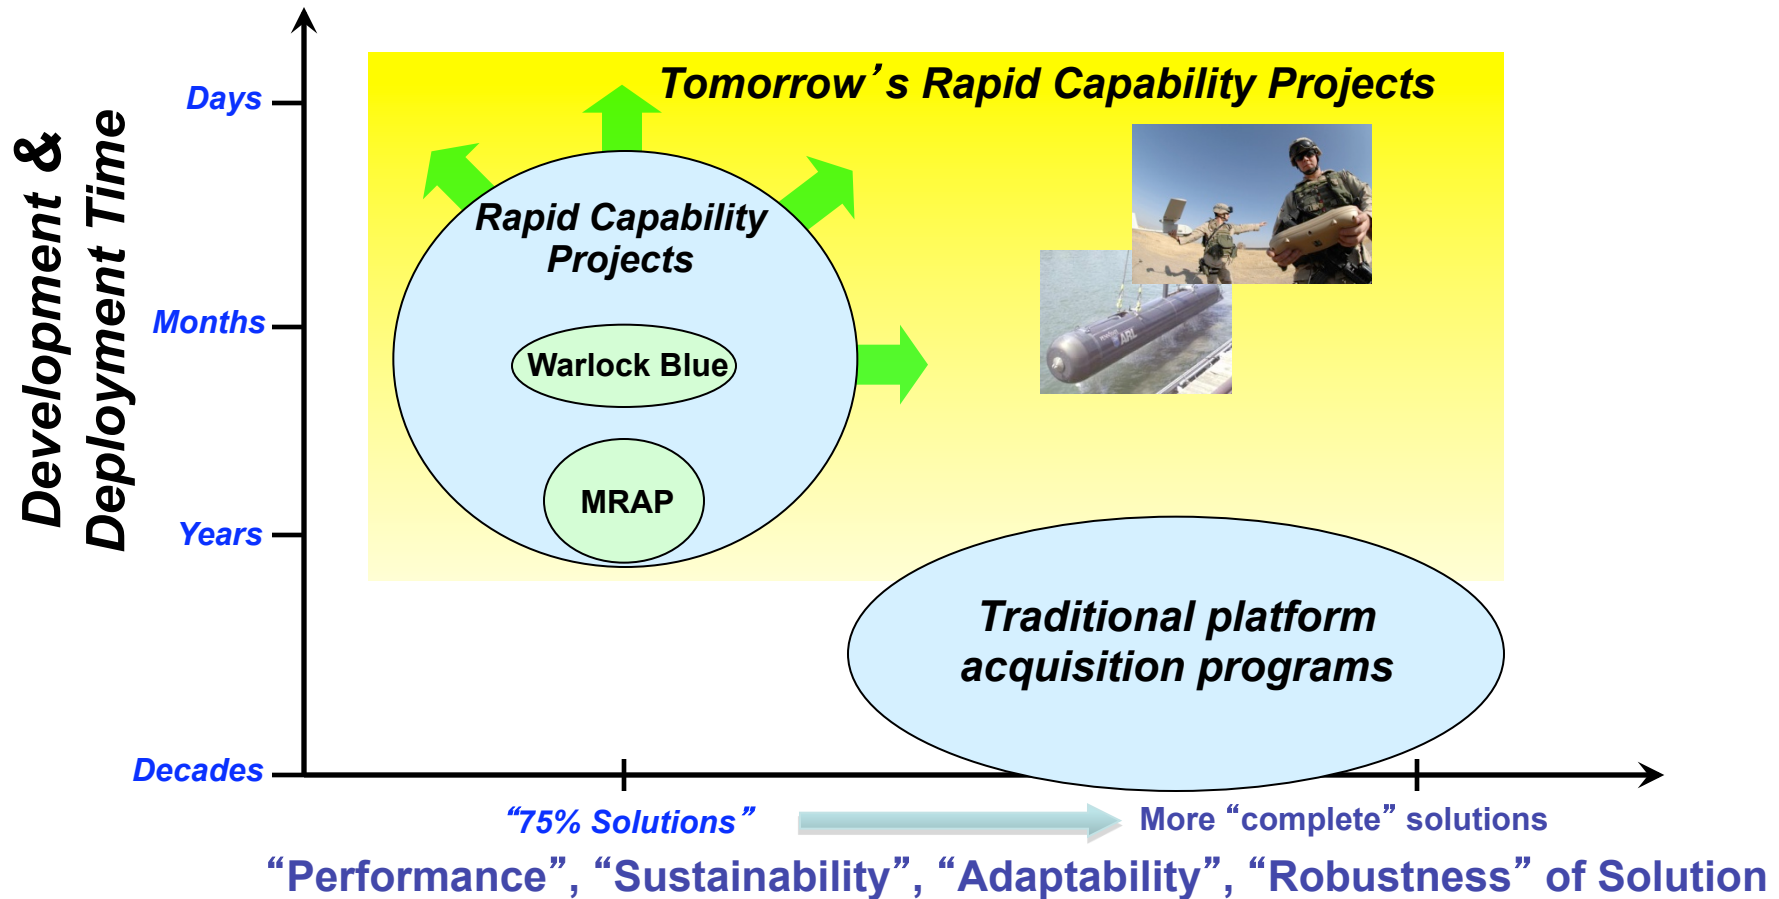 Development &
Deployment Time
Days
Months
Years
Decades
Tomorrow’s Rapid Capability Projects
Rapid Capability
Projects
Warlock Blue
MRAP
ARL
Traditional platform
acquisition programs
“75% Solutions”
More “complete” solutions
“Performance”, “Sustainability”, “Adaptability”, “Robustness” of Solution